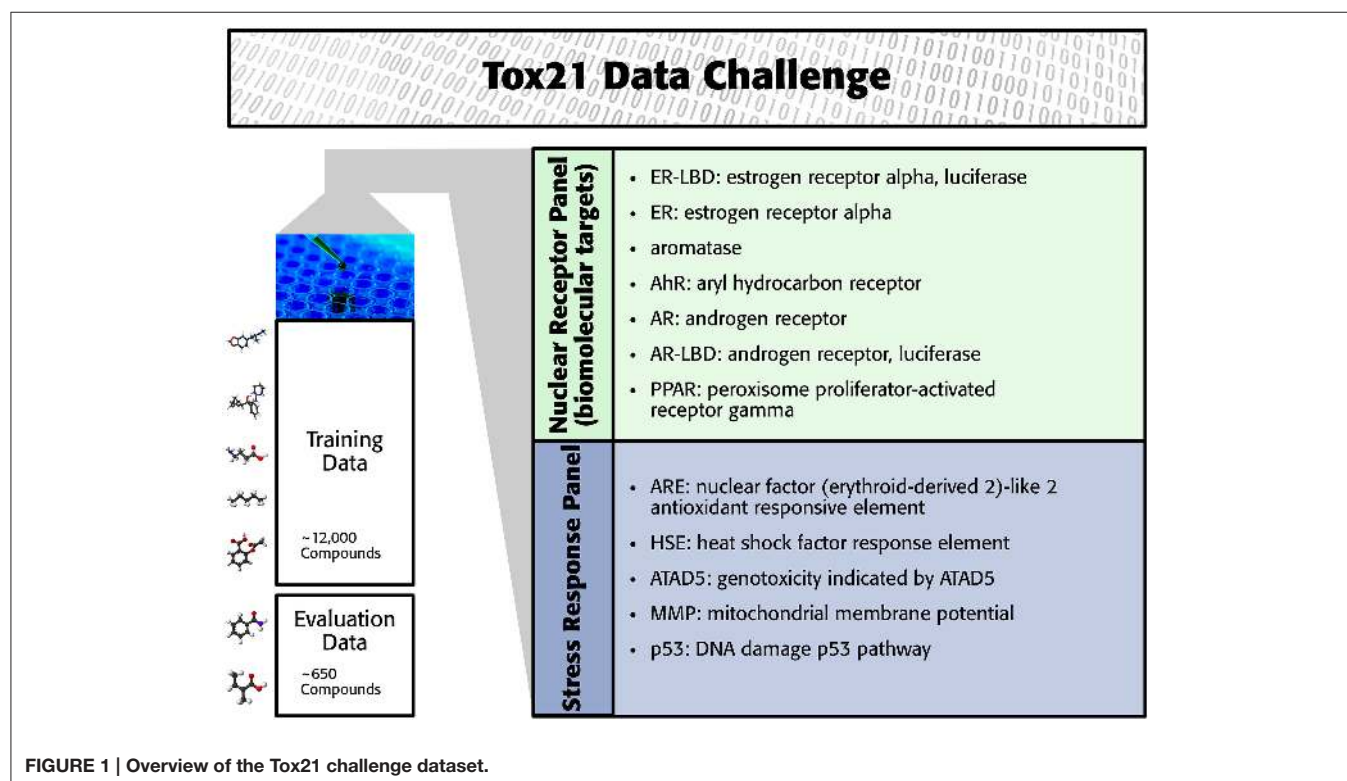 Tox21 Data Challenge
Training
Data
~12,000
Compounds
Evaluation
Data
~650
Compounds
Nuclear Receptor Panel
(biomolecular targets)
• ER-LBD: estrogen receptor alpha, luciferase
• ER: estrogen receptor alpha
• aromatase
• AhR: aryl hydrocarbon receptor
• AR: androgen receptor
• AR-LBD: androgen receptor, luciferase
• PPAR: peroxisome proliferator-activated
receptor gamma
Stress Response Panel
• ARE: nuclear factor (erythroid-derived 2)-like 2
antioxidant responsive element
• HSE: heat shock factor response element
• ATAD5: genotoxicity indicated by ATAD5
• MMP: mitochondrial membrane potential
• p53: DNA damage p53 pathway
FIGURE 1 | Overview of the Tox21 challenge dataset.